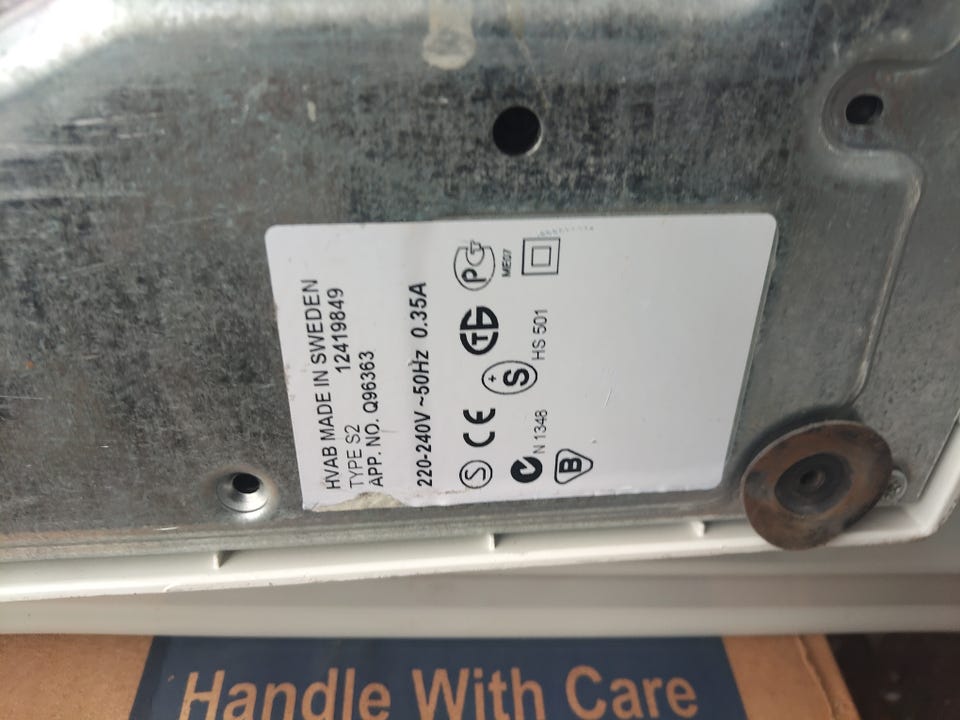 HVAB MADE IN SWEDEN
TYPE S2 12419849
APP. NO. Q96363
220-240V ~50Hz 0.35A
S CE
N 1348
+
S
HS 501
ME07
B
Handle With Care